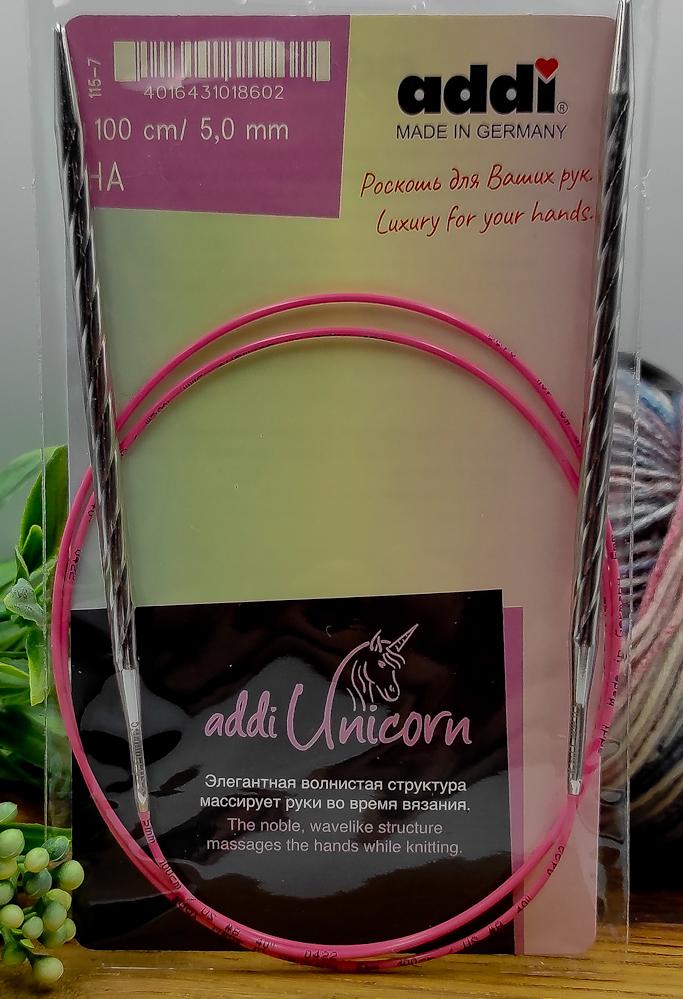 115-7
4016431018602
100 cm/ 5,0 mm
НА
addi®
MADE IN GERMANY
Роскошь для Ваших рук.
Luxury for your hands.
addi Unicorn
Элегантная волнистая структура
массирует руки во время вязания.
The noble, wavelike structure
massages the hands while knitting.